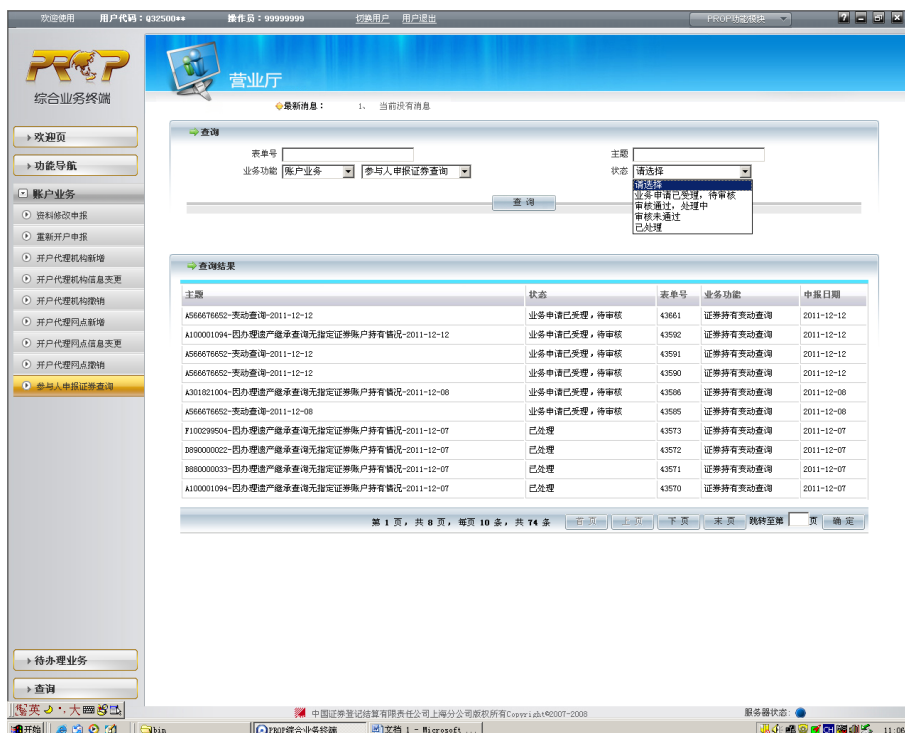 欢迎使用 用户代码：Q32500** 操作员：99999999 切换用户 用户退出 PROP功能模块
PROP
综合业务终端
营业厅
最新消息： 1、 当前没有消息
欢迎页
功能导航
账户业务
资料修改申报
重新开户申报
开户代理机构新增
开户代理机构信息变更
开户代理机构撤销
开户代理网点新增
开户代理网点信息变更
开户代理网点撤销
参与人申报证券查询
待办理业务
查询
查询
表单号 主题
业务功能 账户业务 参与人申报证券查询 状态 请选择
请选择
业务申请已受理，待审核
审核通过，处理中
审核未通过
已处理
查 询
查询结果
主题 状态 表单号 业务功能 申报日期
A566676652-变动查询-2011-12-12 业务申请已受理，待审核 43661 证券持有变动查询 2011-12-12
A100001094-因办理遗产继承查询无指定证券账户持有情况-2011-12-12 业务申请已受理，待审核 43592 证券持有变动查询 2011-12-12
A566676652-变动查询-2011-12-12 业务申请已受理，待审核 43591 证券持有变动查询 2011-12-12
A566676652-变动查询-2011-12-12 业务申请已受理，待审核 43590 证券持有变动查询 2011-12-12
A301821004-因办理遗产继承查询无指定证券账户持有情况-2011-12-08 业务申请已受理，待审核 43586 证券持有变动查询 2011-12-08
A566676652-变动查询-2011-12-08 业务申请已受理，待审核 43585 证券持有变动查询 2011-12-08
F100299504-因办理遗产继承查询无指定证券账户持有情况-2011-12-07 已处理 43573 证券持有变动查询 2011-12-07
D890000022-因办理遗产继承查询无指定证券账户持有情况-2011-12-07 已处理 43572 证券持有变动查询 2011-12-07
B880000033-因办理遗产继承查询无指定证券账户持有情况-2011-12-07 已处理 43571 证券持有变动查询 2011-12-07
A100001094-因办理遗产继承查询无指定证券账户持有情况-2011-12-07 已处理 43570 证券持有变动查询 2011-12-07
第 1 页，共 8 页，每页 10 条，共 74 条 首 页 上 页 下 页 末 页 跳转至第 页 确 定
英 大
中国证券登记结算有限责任公司上海分公司版权所有Copyright©2007-2008 服务器状态：
开始 bin PROP综合业务终端 文档 1 - Microsoft ... CH 11:06